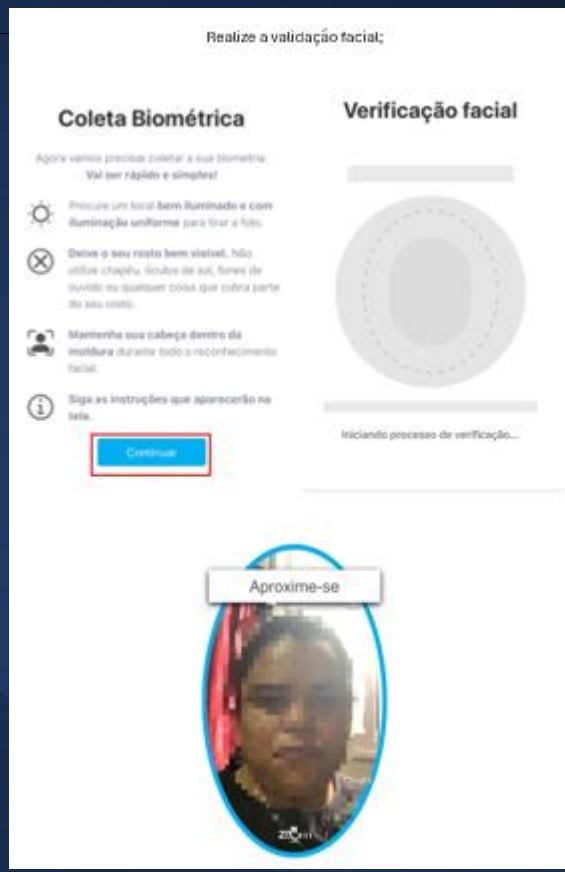 Realize a validação facial;
Coleta Biométrica
Agora vamos precisar coletar a sua biometria.
Vai ser rápido e simples!
Procure um local bem iluminado e com
iluminação uniforme para tirar a foto.
Deixe o seu rosto bem visível. Não
utilize chapéu, óculos de sol, fones de
ouvido ou qualquer coisa que cubra parte
do seu rosto.
Mantenha sua cabeça dentro da
moldura durante todo o reconhecimento
facial.
Siga as instruções que aparecerão na
tela.
Continuar
Verificação facial
Iniciando processo de verificação...
Aproxime-se